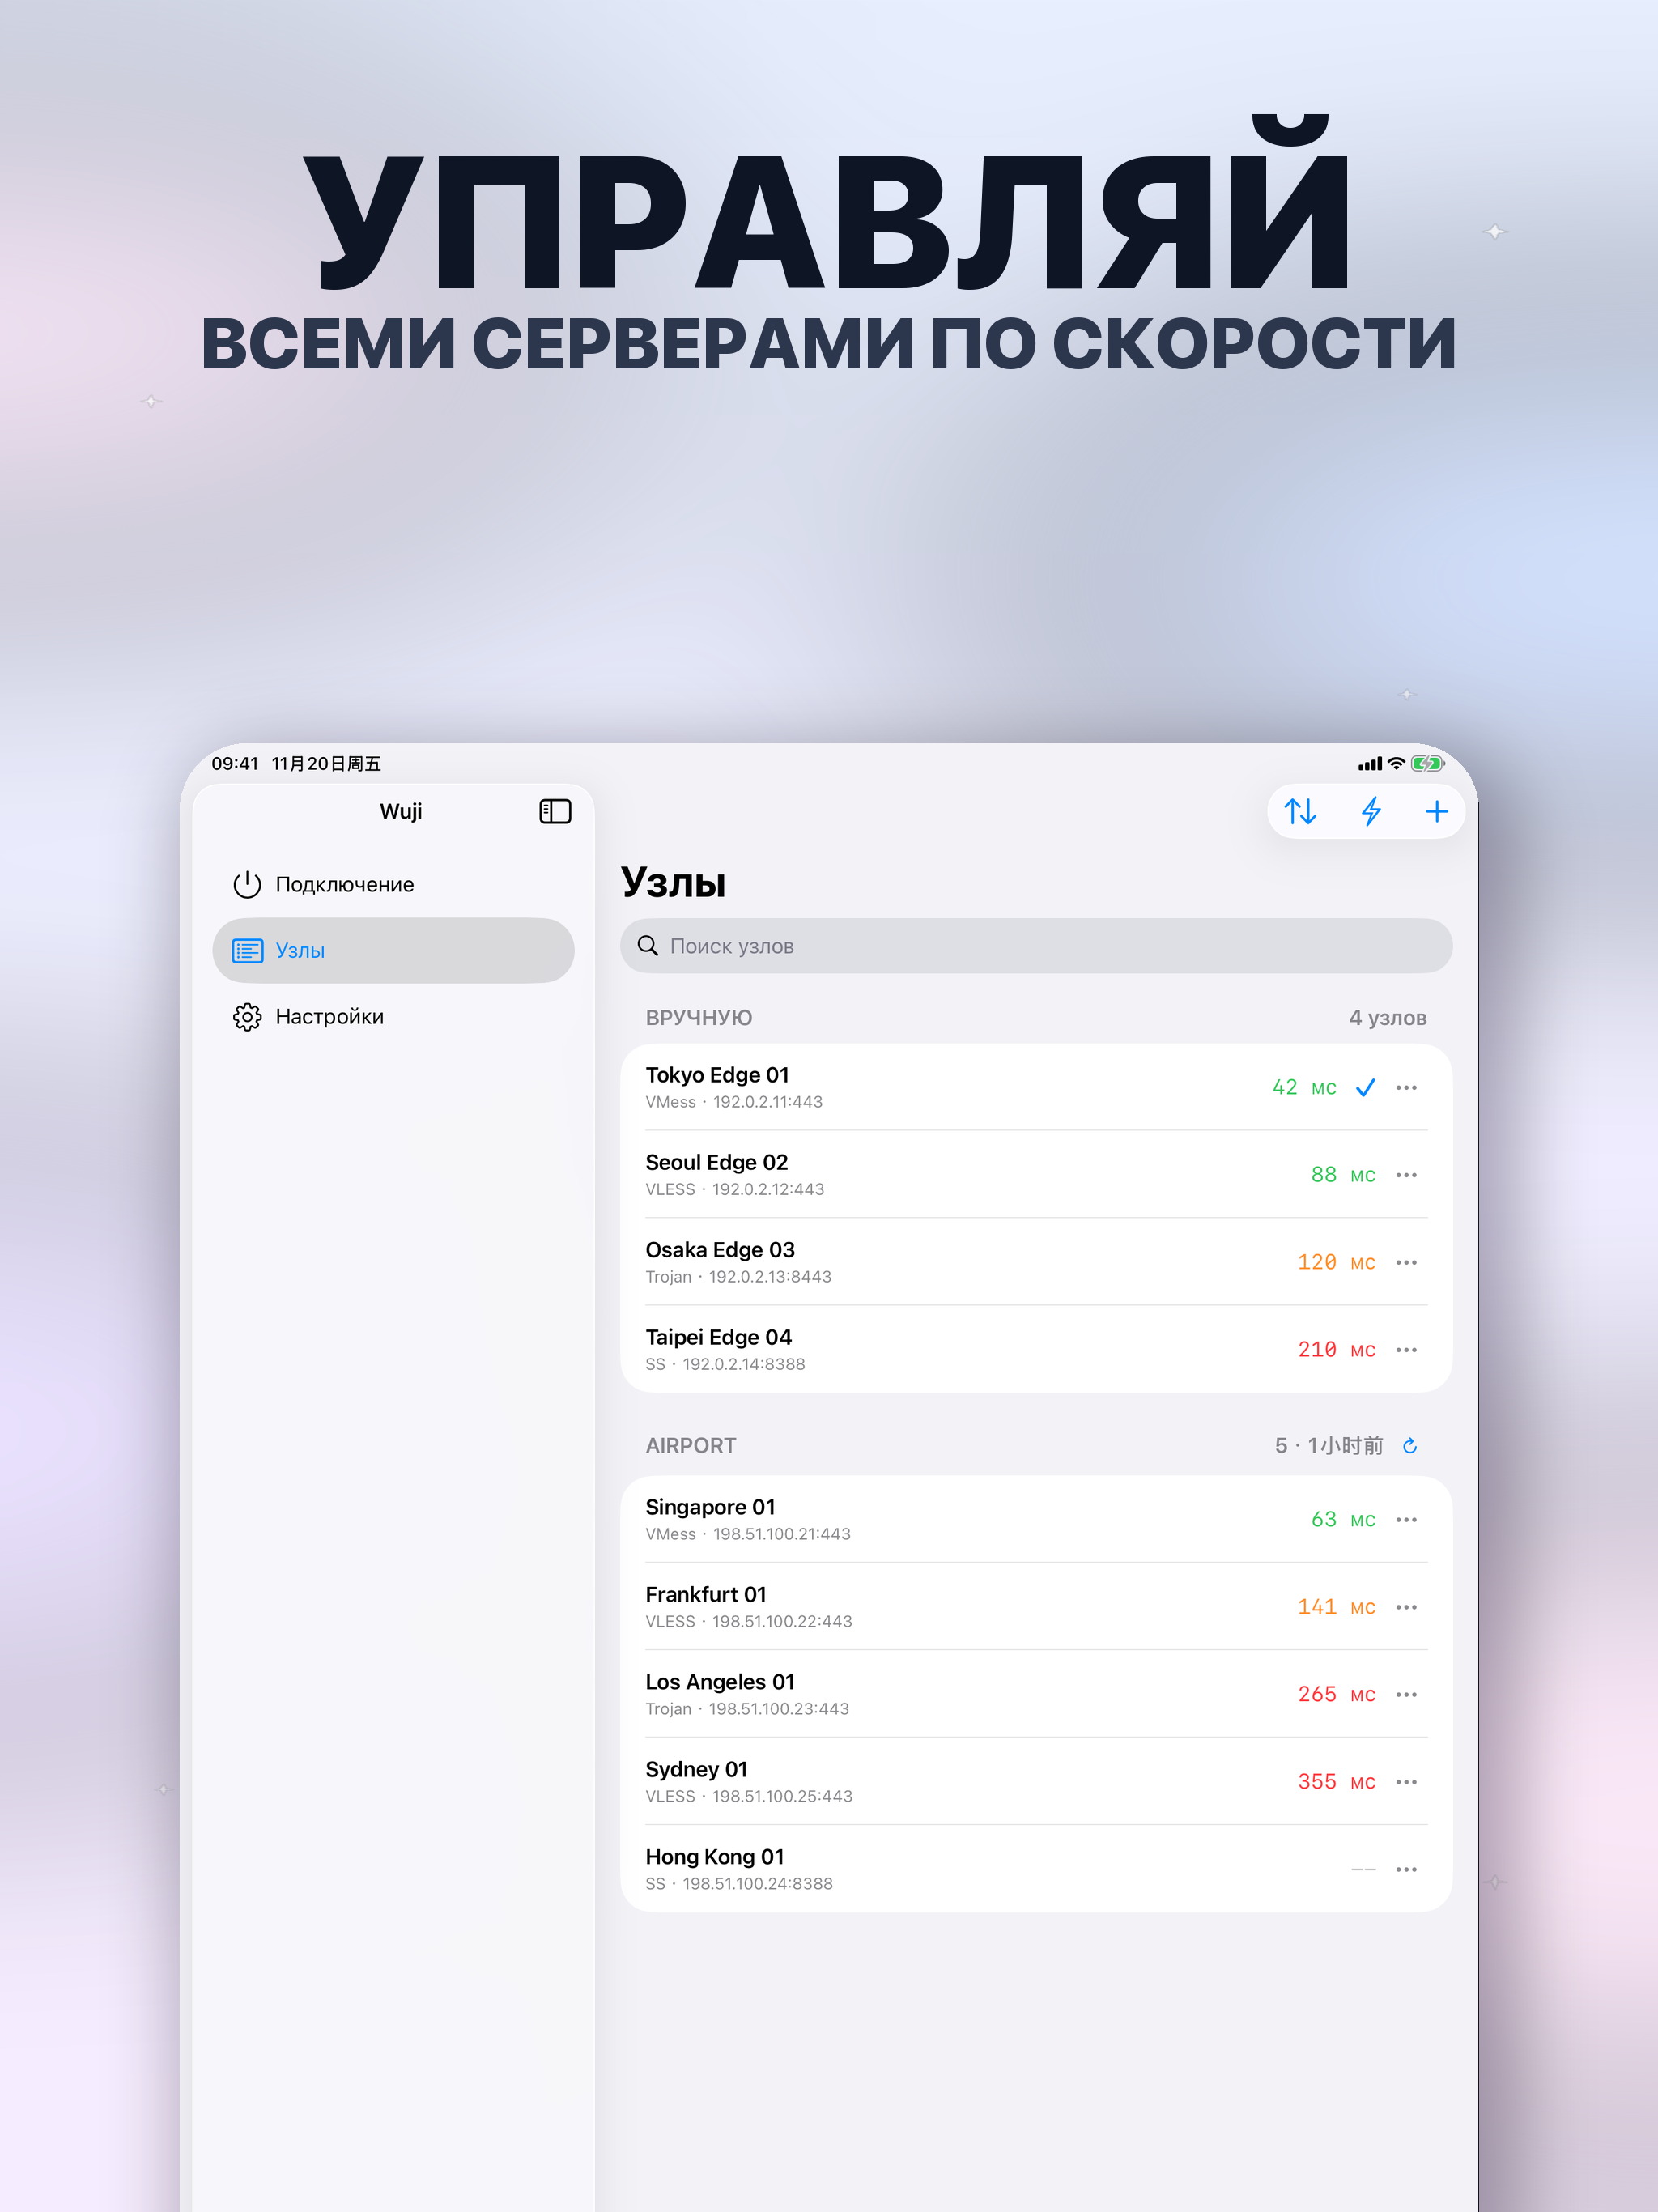 УПРАВЛЯЙ
ВСЕМИ СЕРВЕРАМИ ПО СКОРОСТИ
09:41 11月20日周五
Wuji
Подключение
Узлы
Настройки
Узлы
Поиск узлов
ВРУЧНУЮ 4 узлов
Tokyo Edge 01
VMess · 192.0.2.11:443
42 мс
Seoul Edge 02
VLESS · 192.0.2.12:443
88 мс
Osaka Edge 03
Trojan · 192.0.2.13:8443
120 мс
Taipei Edge 04
SS · 192.0.2.14:8388
210 мс
AIRPORT 5 · 1小时前
Singapore 01
VMess · 198.51.100.21:443
63 мс
Frankfurt 01
VLESS · 198.51.100.22:443
141 мс
Los Angeles 01
Trojan · 198.51.100.23:443
265 мс
Sydney 01
VLESS · 198.51.100.25:443
355 мс
Hong Kong 01
SS · 198.51.100.24:8388
——